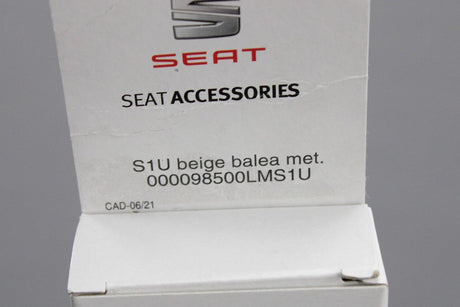 SEAT
SEAT ACCESSORIES
S1U beige balea met.
000098500LMS1U
CAD-06/21